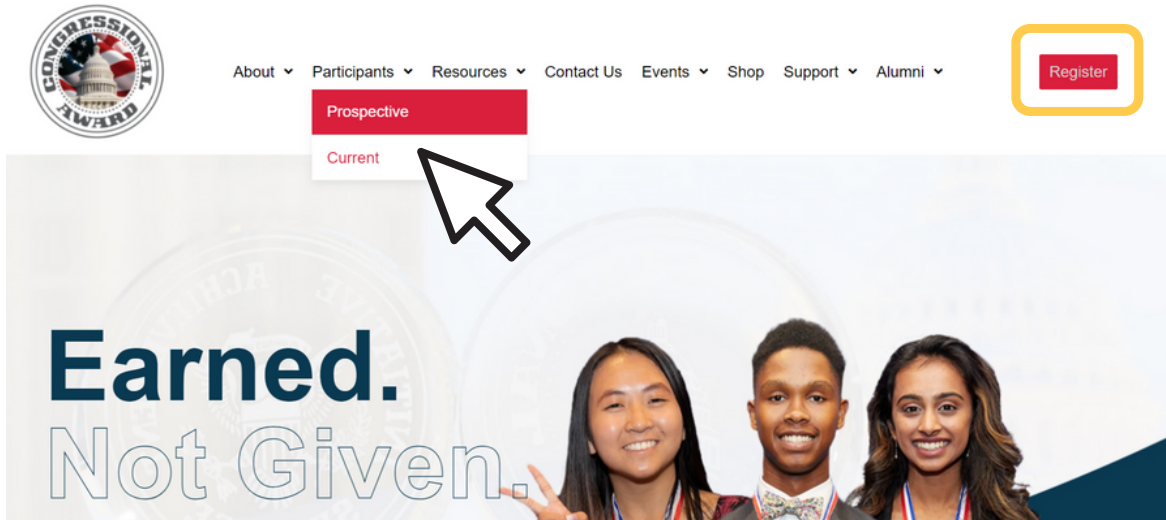 CONGRESSIONAL AWARD
About Participants Resources Contact Us Events Shop Support Alumni Register
Prospective
Current
Earned.
Not Given.